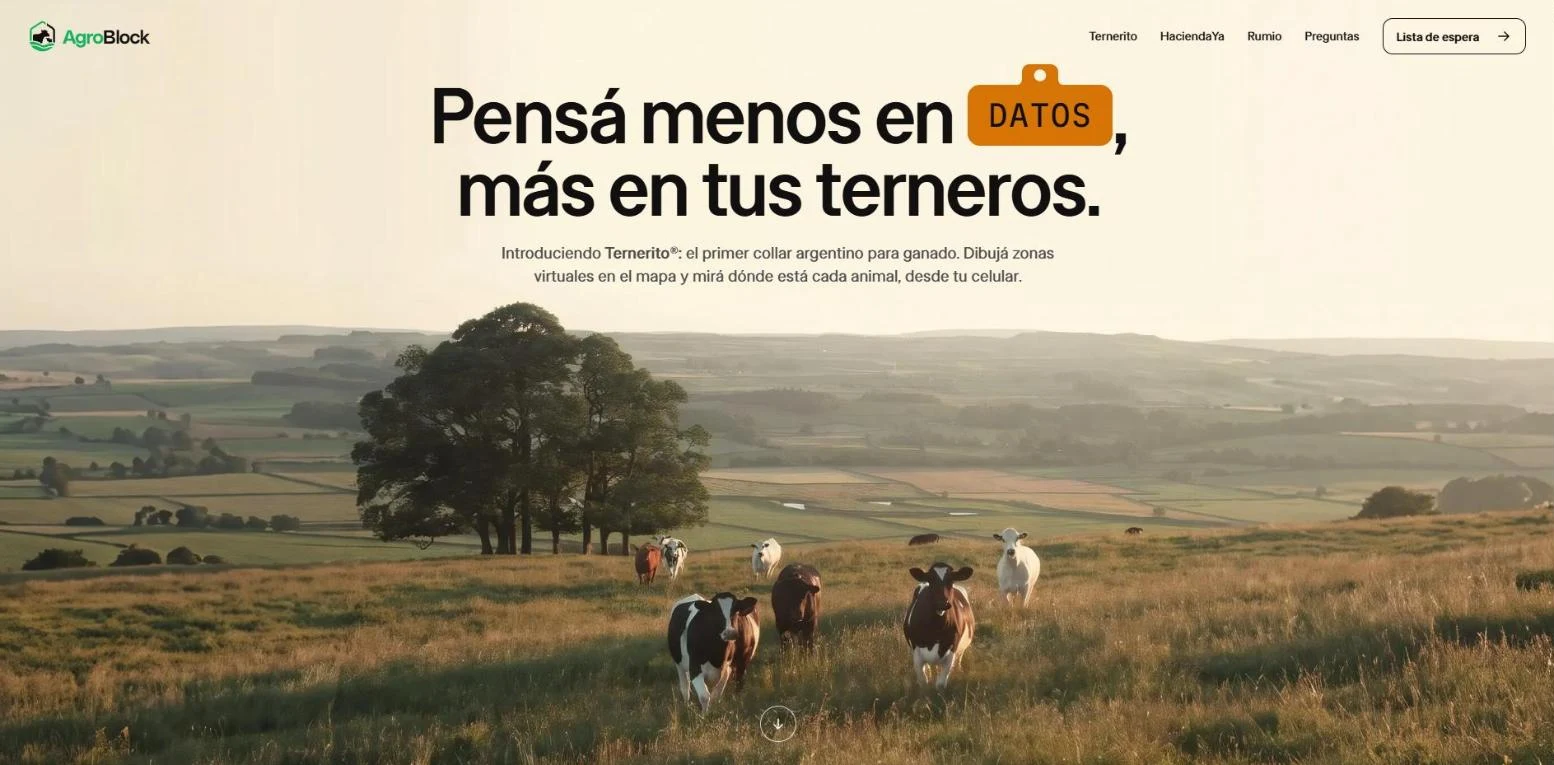 AgroBlock
Ternerito
HaciendaYa
Rumio
Preguntas
Lista de espera
Pensá menos en DATOS,
más en tus terneros.
Introduciendo Ternerito®: el primer collar argentino para ganado. Dibujá zonas
virtuales en el mapa y mirá dónde está cada animal, desde tu celular.